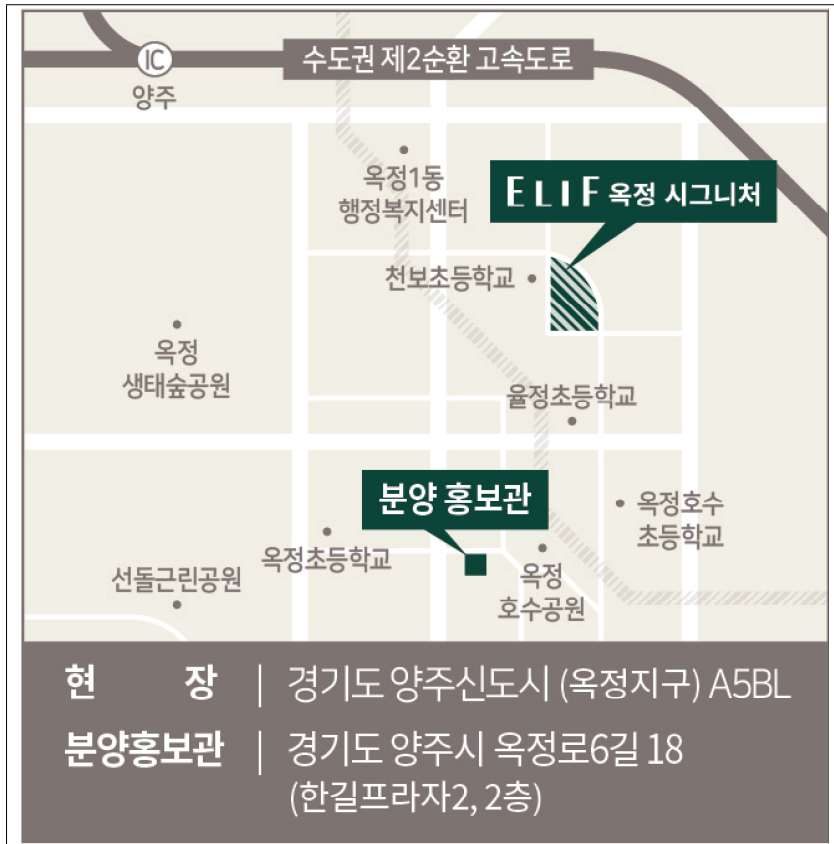 수도권 제2순환 고속도로
IC
양주
옥정1동
행정복지센터
ELIF 옥정 시그니처
천보초등학교
옥정
생태숲공원
율정초등학교
분양 홍보관
옥정호수
초등학교
옥정초등학교
옥정
호수공원
선돌근린공원
현 장 | 경기도 양주신도시 (옥정지구) A5BL
분양홍보관 | 경기도 양주시 옥정로6길 18
(한길프라자2, 2층)